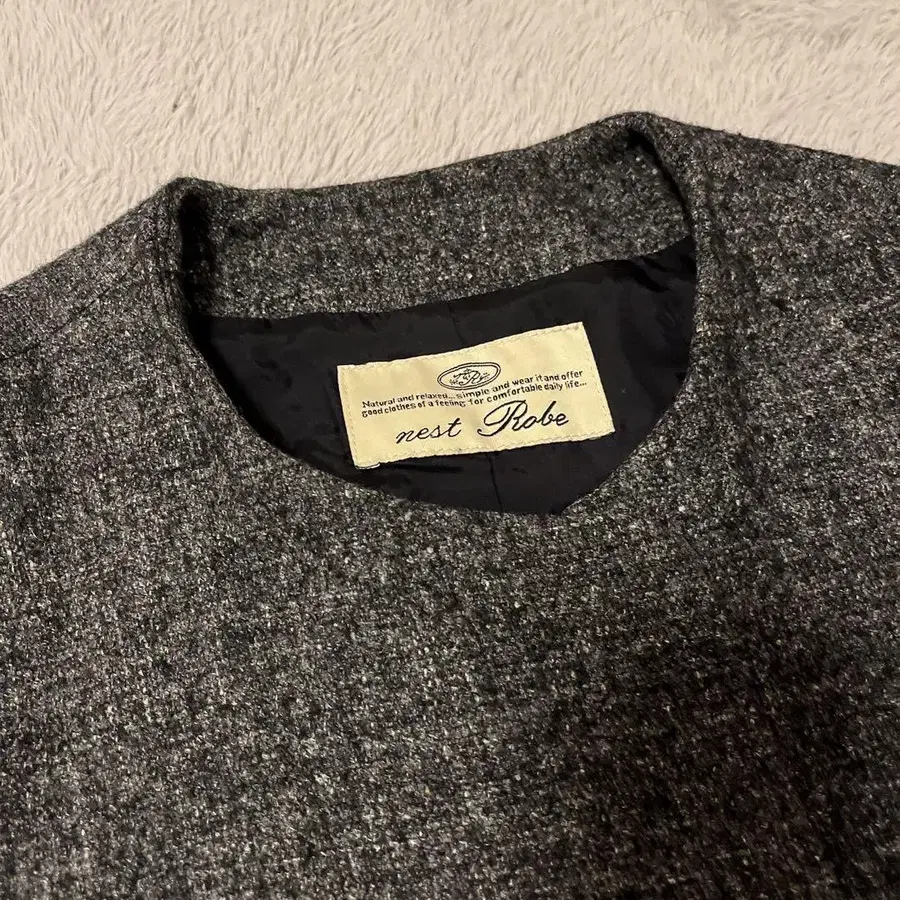 Natural and relaxed... simple and wear it and offer
good clothes of a feeling for comfortable daily life...
nest Robe